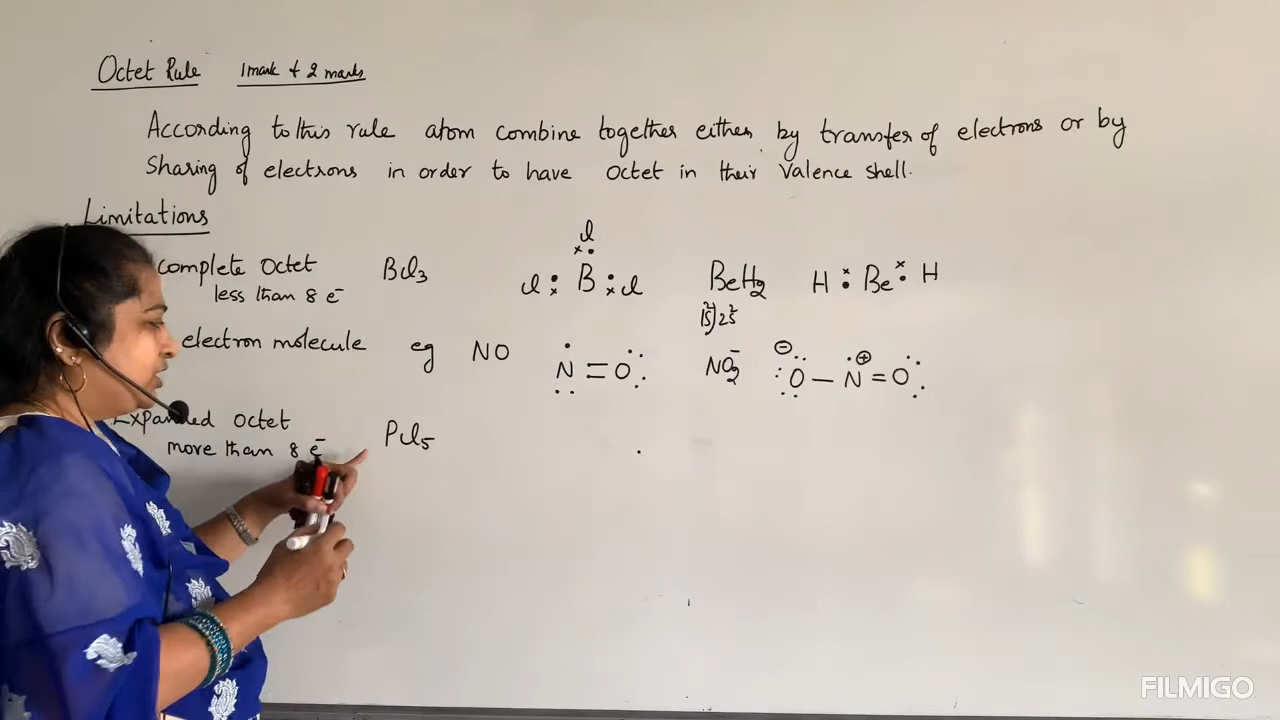 Octet Rule 1mark + 2 marks
According to this rule atom combine together either by transfer of electrons or by
Sharing of electrons in order to have Octet in their Valence shell.
Limitations
complete Octet BCl3 Cl B Cl Cl BeH2 H Be H
less than 8 e⁻ 1s² 2s²
electron molecule eg NO N=O NO2 ⊖ O – N ⊕ = O
Expanded Octet PCl5
more than 8 e⁻
FILMIGO